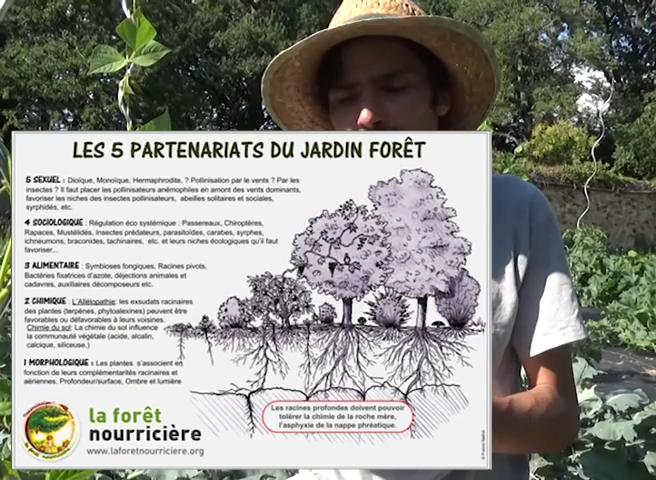 LES 5 PARTENARIATS DU JARDIN FORÊT
5 SEXUEL : Dioïque, Monoïque, Hermaphrodite, ? Pollinisation par le vents ? Par les
insectes ? Il faut placer les pollinisateurs anémophiles en amont des vents dominants,
favoriser les niches des insectes pollinisateurs, abeilles solitaires et sociales,
syrphidés, etc.
4 SOCIOLOGIQUE : Régulation éco systémique : Passereaux, Chiroptères,
Rapaces, Mustélidés, Insectes prédateurs, parasitoïdes, carabes, syrphes,
ichneumons, braconides, tachinaires, etc. et leurs niches écologiques qu'il faut
favoriser...
3 ALIMENTAIRE : Symbioses fongiques, Racines pivots,
Bactéries fixatrices d'azote, déjections animales et
cadavres, auxiliaires décomposeurs etc.
2 CHIMIQUE : L'Allélopathie: les exsudats racinaires
des plantes (terpènes, phytoalexines) peuvent être
favorables ou défavorables à leurs voisines.
Chimie du sol: La chimie du sol influence
la communauté végétale (acide, alcalin,
calcique, siliceuse,)
1 MORPHOLOGIQUE : Les plantes s'associent en
fonction de leurs complémentarités racinaires et
aériennes. Profondeur/surface, Ombre et lumière
Les racines profondes doivent pouvoir
tolérer la chimie de la roche mère,
l'asphyxie de la nappe phréatique.
la forêt
nourricière
www.laforetnourriciere.org